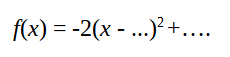 f(x) = -2(x - ...)² + ....